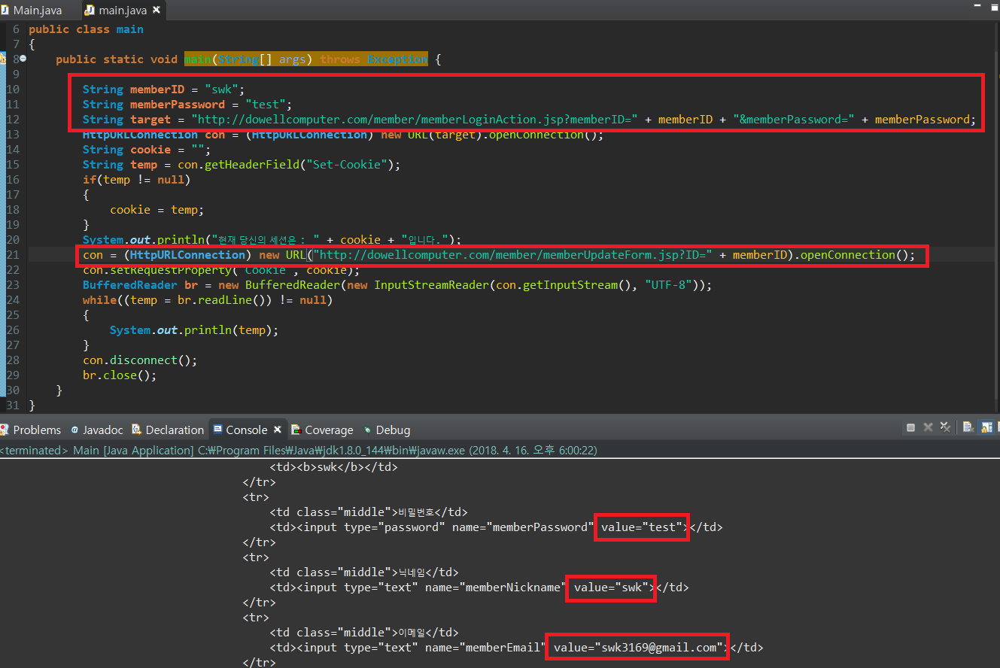 Main.java main.java
6 public class main
7 {
8 public static void main(String[] args) throws Exception {
9
10 String memberID = "swk";
11 String memberPassword = "test";
12 String target = "http://dowellcomputer.com/member/memberLoginAction.jsp?memberID=" + memberID + "&memberPassword=" + memberPassword;
13 HttpURLConnection con = (HttpURLConnection) new URL(target).openConnection();
14 String cookie = "";
15 String temp = con.getHeaderField("Set-Cookie");
16 if(temp != null)
17 {
18 cookie = temp;
19 }
20 System.out.println("현재 당신의 세션은 : " + cookie + "입니다.");
21 con = (HttpURLConnection) new URL("http://dowellcomputer.com/member/memberUpdateForm.jsp?ID=" + memberID).openConnection();
22 con.setRequestProperty("Cookie", cookie);
23 BufferedReader br = new BufferedReader(new InputStreamReader(con.getInputStream(), "UTF-8"));
24 while((temp = br.readLine()) != null)
25 {
26 System.out.println(temp);
27 }
28 con.disconnect();
29 br.close();
30 }
31 }
Problems @ Javadoc Declaration Console Coverage Debug
<terminated> Main [Java Application] C:₩Program Files₩Java₩jdk1.8.0_144₩bin₩javaw.exe (2018. 4. 16. 오후 6:00:22)
<td><b>swk</b></td>
</tr>
<tr>
<td class="middle">비밀번호</td>
<td><input type="password" name="memberPassword" value="test"></td>
</tr>
<tr>
<td class="middle">닉네임</td>
<td><input type="text" name="memberNickname" value="swk"></td>
</tr>
<tr>
<td class="middle">이메일</td>
<td><input type="text" name="memberEmail" value="swk3169@gmail.com"></td>
</tr>